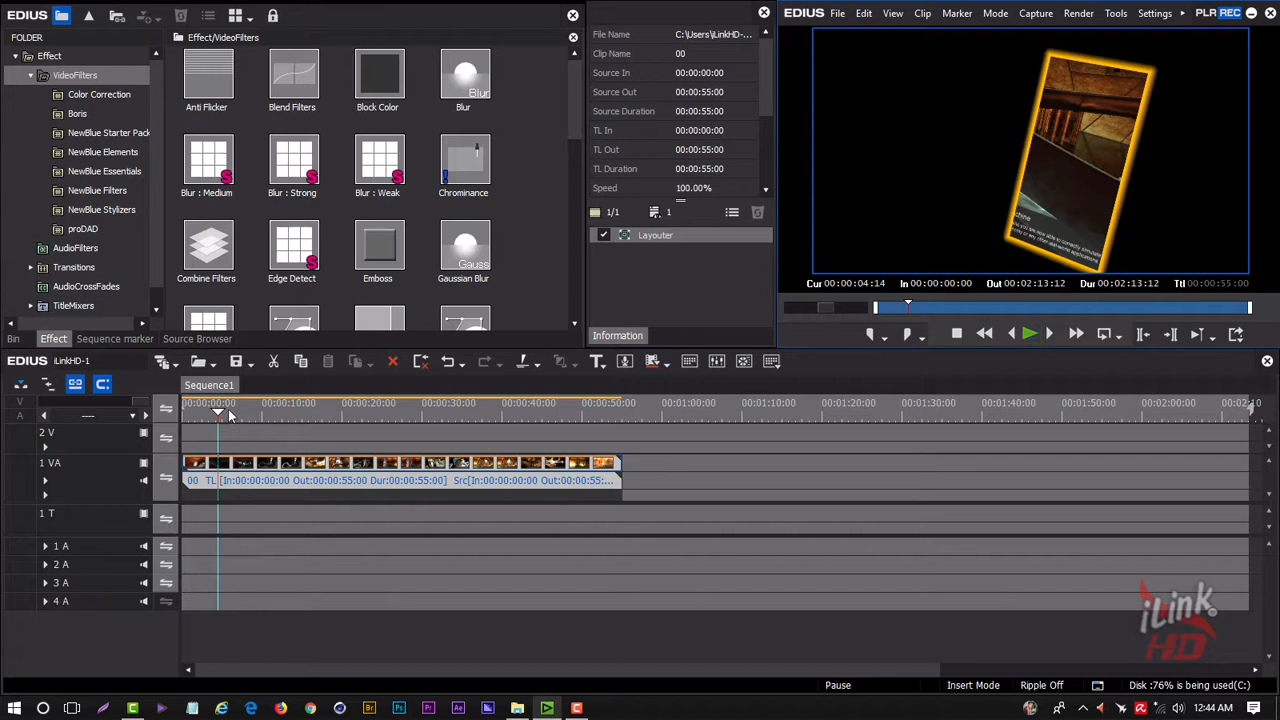 FOLDER
Effect
VideoFilters
Color Correction
Boris
NewBlue Starter Pack
NewBlue Elements
NewBlue Essentials
NewBlue Filters
NewBlue Stylizers
proDAD
AudioFilters
Transitions
AudioCrossFades
TitleMixers
Effect/VideoFilters
Anti Flicker Blend Filters Block Color Blur
Blur : Medium Blur : Strong Blur : Weak Chrominance
Combine Filters Edge Detect Emboss Gaussian Blur
Bin Effect Sequence marker Source Browser
File Name C:\Users\iLinkHD-...
Clip Name 00
Source In 00:00:00:00
Source Out 00:00:55:00
Source Duration 00:00:55:00
TL In 00:00:00:00
TL Out 00:00:55:00
TL Duration 00:00:55:00
Speed 100.00%
1/1 1
Layouter
Information
EDIUS File Edit View Clip Marker Mode Capture Render Tools Settings PLR REC
Cur 00:00:04:14 In 00:00:00:00 Out 00:02:13:12 Dur 00:02:13:12 Ttl 00:00:55:00
EDIUS iLinkHD-1
Sequence1
00:00:00:00 00:00:10:00 00:00:20:00 00:00:30:00 00:00:40:00 00:00:50:00 00:01:00:00 00:01:10:00 00:01:20:00 00:01:30:00 00:01:40:00 00:01:50:00 00:02:00:00 00:02:10
V
A ----
2 V
1 VA
00 TL [In:00:00:00:00 Out:00:00:55:00 Dur:00:00:55:00] Src[In:00:00:00:00 Out:00:00:55:...
1 T
1 A
2 A
3 A
4 A
iLink
HD
Pause Insert Mode Ripple Off Disk :76% is being used(C:)
12:44 AM